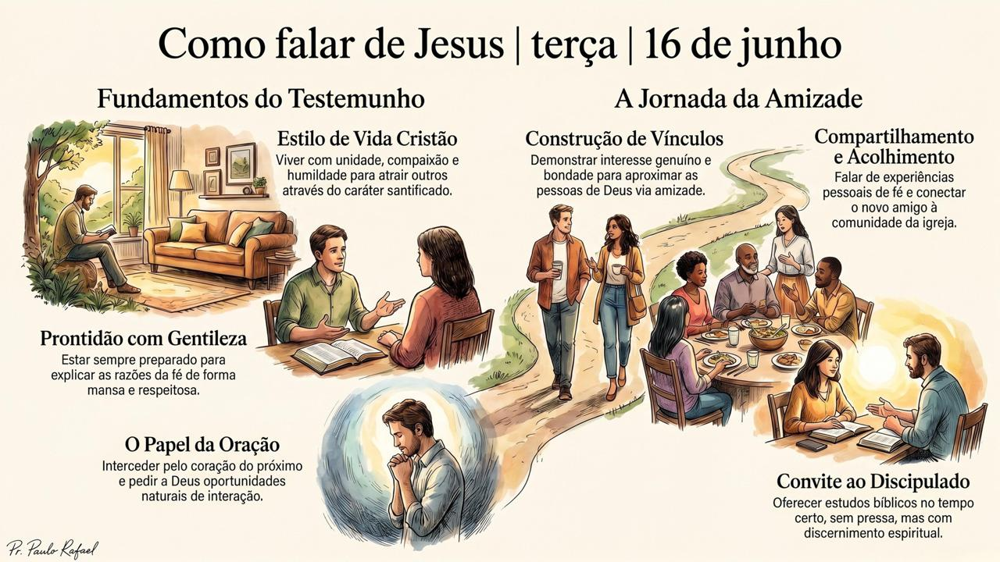 Como falar de Jesus | terça | 16 de junho
Fundamentos do Testemunho
Estilo de Vida Cristão
Viver com unidade, compaixão e
humildade para atrair outros
através do caráter santificado.
Prontidão com Gentileza
Estar sempre preparado para
explicar as razões da fé de forma
mansa e respeitosa.
O Papel da Oração
Interceder pelo coração do próximo
e pedir a Deus oportunidades
naturais de interação.
A Jornada da Amizade
Construção de Vínculos
Demonstrar interesse genuíno e
bondade para aproximar as
pessoas de Deus via amizade.
Compartilhamento
e Acolhimento
Falar de experiências
pessoais de fé e conectar
o novo amigo à
comunidade da igreja.
Convite ao Discipulado
Oferecer estudos bíblicos no tempo
certo, sem pressa, mas com
discernimento espiritual.
Pr. Paulo Rafael